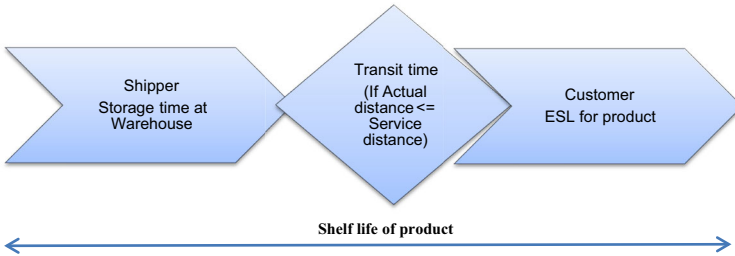 Shipper
Storage time at
Warehouse
Transit time
(If Actual
distance <=
Service
distance)
Customer
ESL for product
Shelf life of product